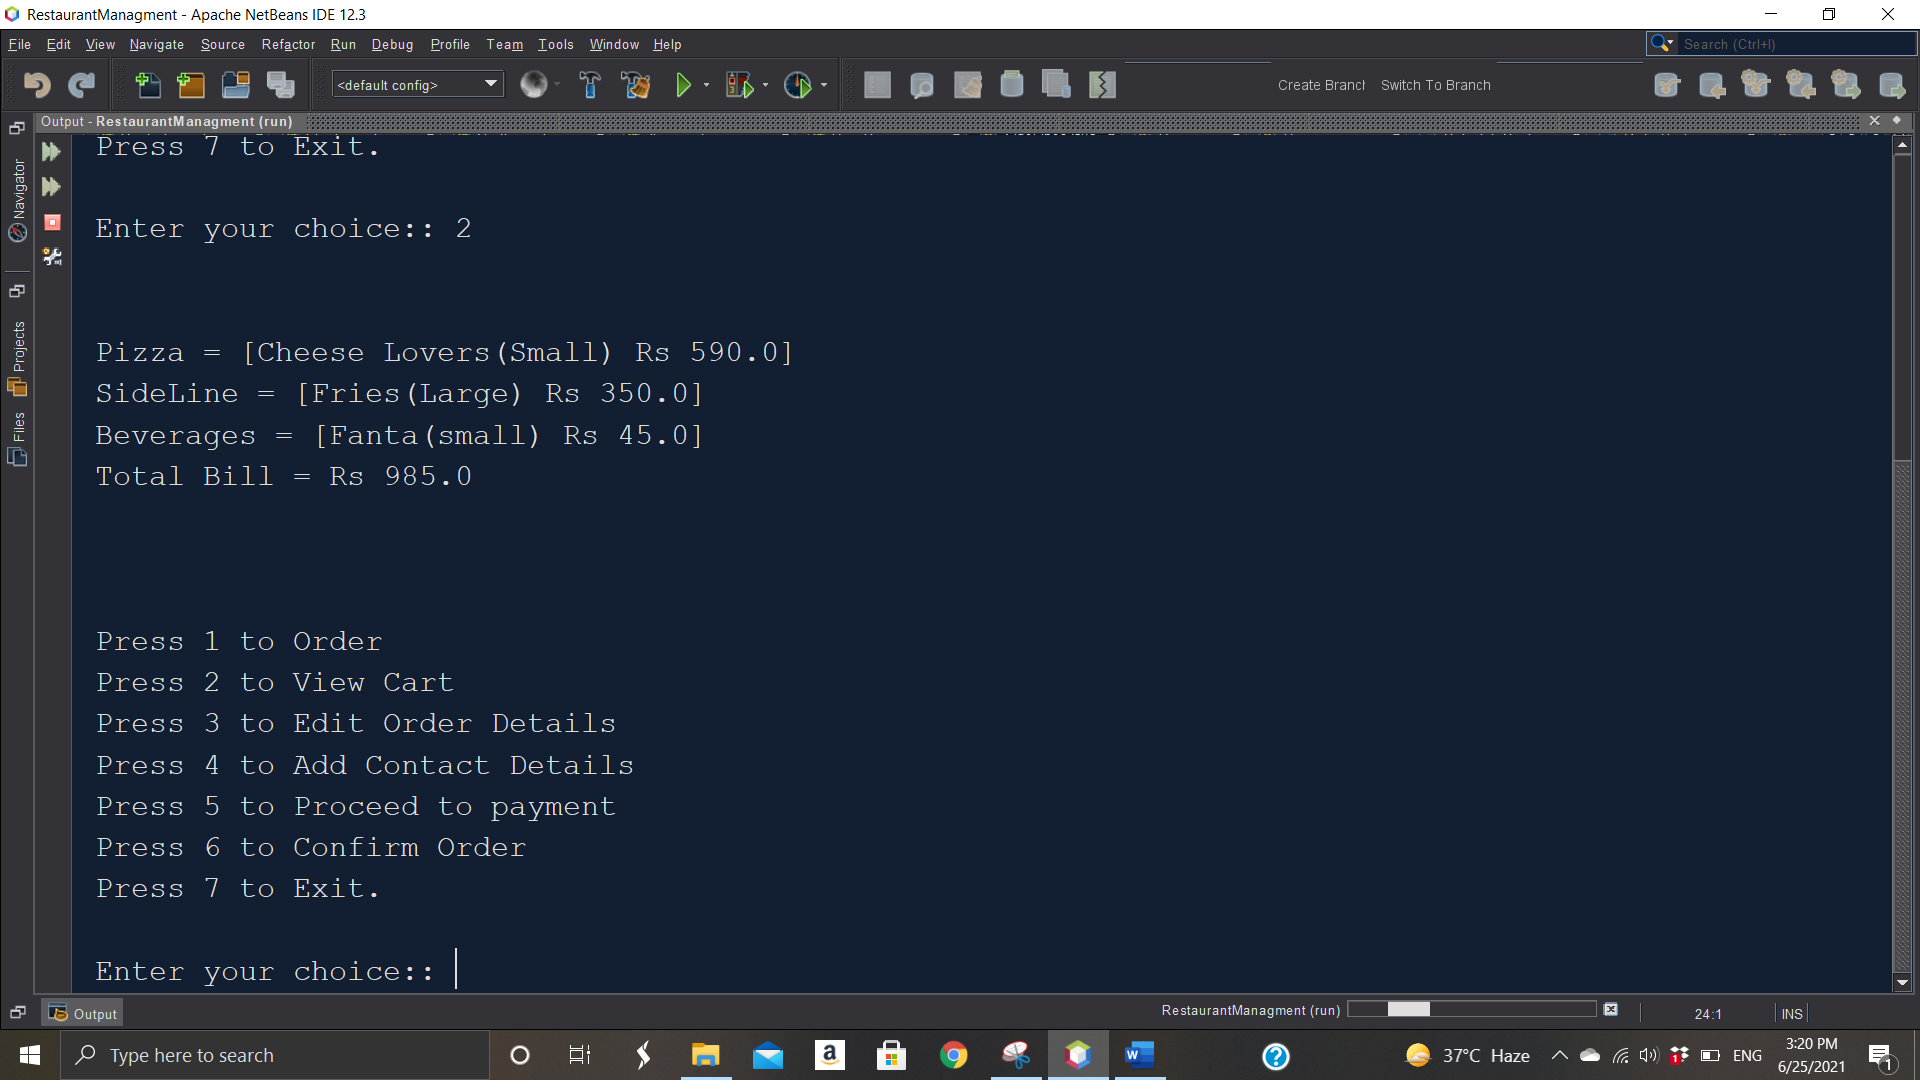 RestaurantManagment - Apache NetBeans IDE 12.3
File Edit View Navigate Source Refactor Run Debug Profile Team Tools Window Help
Search (Ctrl+I)
<default config>
Create Branch Switch To Branch
Output - RestaurantManagment (run)
Navigator
Projects
Files
Press 7 to Exit.
Enter your choice:: 2
Pizza = [Cheese Lovers(Small) Rs 590.0]
SideLine = [Fries(Large) Rs 350.0]
Beverages = [Fanta(small) Rs 45.0]
Total Bill = Rs 985.0
Press 1 to Order
Press 2 to View Cart
Press 3 to Edit Order Details
Press 4 to Add Contact Details
Press 5 to Proceed to payment
Press 6 to Confirm Order
Press 7 to Exit.
Enter your choice::
Output
RestaurantManagment (run)
24:1
INS
Type here to search
37°C Haze
ENG
3:20 PM
6/25/2021
1